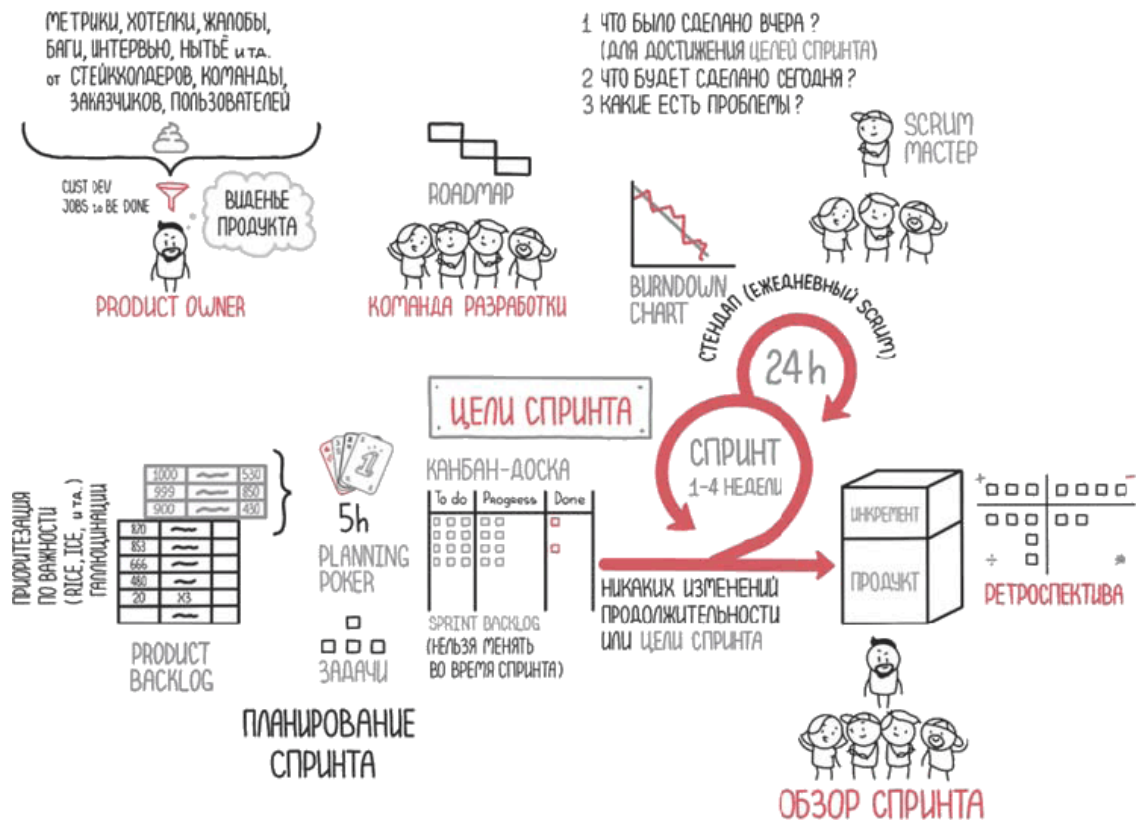 МЕТРИКИ, ХОТЕЛКИ, ЖАЛОБЫ,
БАГИ, ИНТЕРВЬЮ, НЫТЬЁ И ТД.
ОТ СТЕЙКХОЛДЕРОВ, КОМАНДЫ,
ЗАКАЗЧИКОВ, ПОЛЬЗОВАТЕЛЕЙ
CUST DEV
JOBS to BE DONE
ВИДЕНЬЕ
ПРОДУКТА
PRODUCT OWNER
ROADMAP
КОМАНДА РАЗРАБОТКИ
1 ЧТО БЫЛО СДЕЛАНО ВЧЕРА?
(ДЛЯ ДОСТИЖЕНИЯ ЦЕЛЕЙ СПРИНТА)
2 ЧТО БУДЕТ СДЕЛАНО СЕГОДНЯ?
3 КАКИЕ ЕСТЬ ПРОБЛЕМЫ?
SCRUM
МАСТЕР
BURNDOWN
CHART
СТЕНДАП (ЕЖЕДНЕВНЫЙ SCRUM)
24h
СПРИНТ
1-4 НЕДЕЛИ
ПРИОРИТЕЗАЦИЯ
ПО ВАЖНОСТИ
(RICE, ICE, И ТД.)
ГАЛЛЮЦИНАЦИИ
1000 530
999 850
900 430
870
853
666
480
20 X3
PRODUCT
BACKLOG
1
5h
PLANNING
POKER
ЗАДАЧИ
ПЛАНИРОВАНИЕ
СПРИНТА
ЦЕЛИ СПРИНТА
КАНБАН-ДОСКА
To do Progress Done
SPRINT BACKLOG
(НЕЛЬЗЯ МЕНЯТЬ
ВО ВРЕМЯ СПРИНТА)
НИКАКИХ ИЗМЕНЕНИЙ
ПРОДОЛЖИТЕЛЬНОСТИ
ИЛИ ЦЕЛИ СПРИНТА
ИНКРЕМЕНТ
ПРОДУКТ
+ -
÷ *
РЕТРОСПЕКТИВА
ОБЗОР СПРИНТА